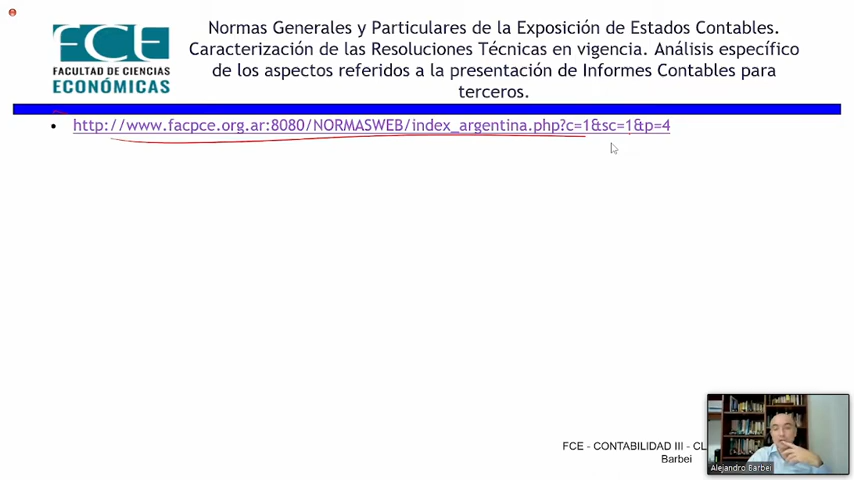 Normas Generales y Particulares de la Exposición de Estados Contables.
Caracterización de las Resoluciones Técnicas en vigencia. Análisis específico
de los aspectos referidos a la presentación de Informes Contables para
terceros.
FCE
FACULTAD DE CIENCIAS
ECONÓMICAS
• http://www.facpce.org.ar:8080/NORMASWEB/index_argentina.php?c=1&sc=1&p=4
FCE - CONTABILIDAD III - CL
Barbei
Alejandro Barbei